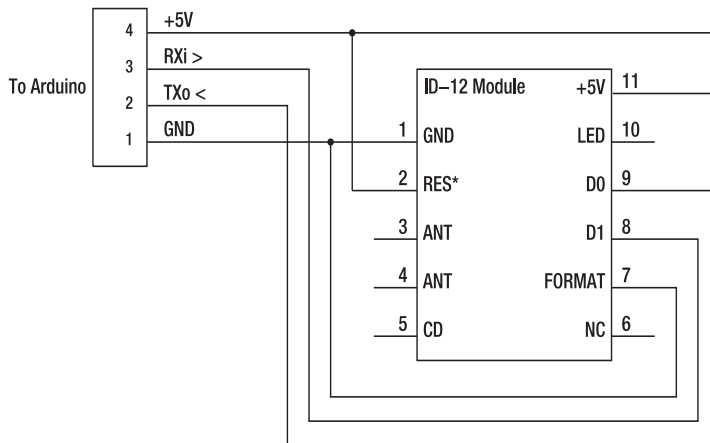 To Arduino
4 +5V
3 RXi >
2 TXo <
1 GND
ID–12 Module
1 GND
2 RES*
3 ANT
4 ANT
5 CD
+5V 11
LED 10
D0 9
D1 8
FORMAT 7
NC 6